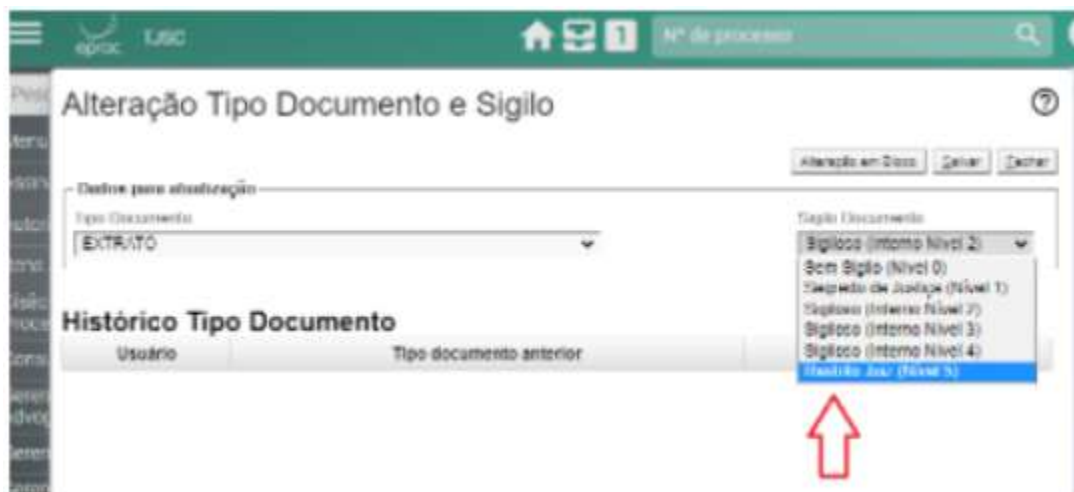 eproc TJSC 1 Nº de processo
Alteração Tipo Documento e Sigilo
Alteração em Bloco Salvar Fechar
Dados para atualização
Tipo Documento Sigilo Documento
EXTRATO Sigiloso (Interno Nível 2)
Sem Sigilo (Nível 0)
Segredo de Justiça (Nível 1)
Sigiloso (Interno Nível 2)
Sigiloso (Interno Nível 3)
Sigiloso (Interno Nível 4)
Restrito Juiz (Nível 5)
Histórico Tipo Documento
Usuário Tipo documento anterior
Menu